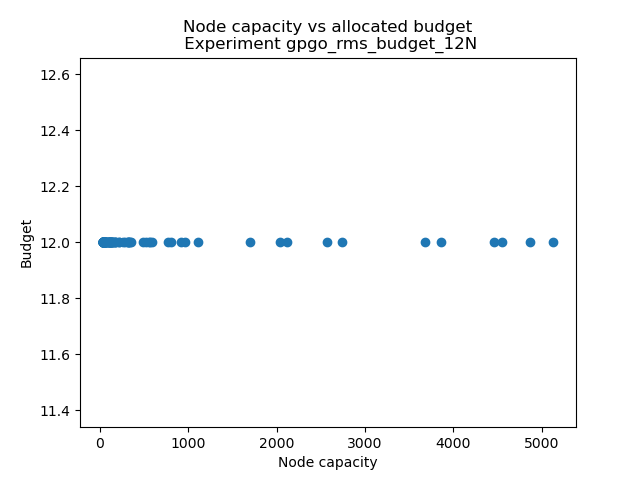 Node capacity vs allocated budget
Experiment gpgo_rms_budget_12N
12.6
12.4
12.2
12.0
11.8
11.6
11.4
Budget
0 1000 2000 3000 4000 5000
Node capacity